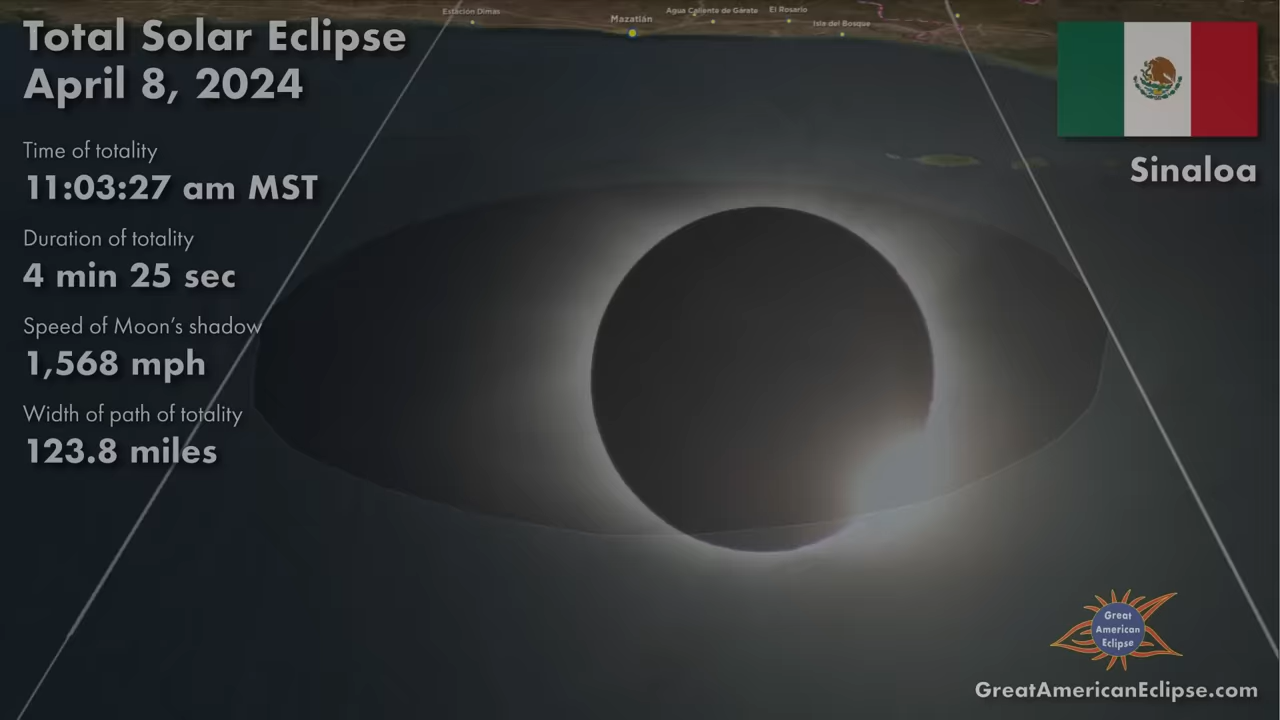 Estación Dimas
Mazatlán
Agua Caliente de Gárate
El Rosario
Isla del Bosque
Total Solar Eclipse
April 8, 2024
Time of totality
11:03:27 am MST
Duration of totality
4 min 25 sec
Speed of Moon's shadow
1,568 mph
Width of path of totality
123.8 miles
Sinaloa
Great
American
Eclipse
GreatAmericanEclipse.com